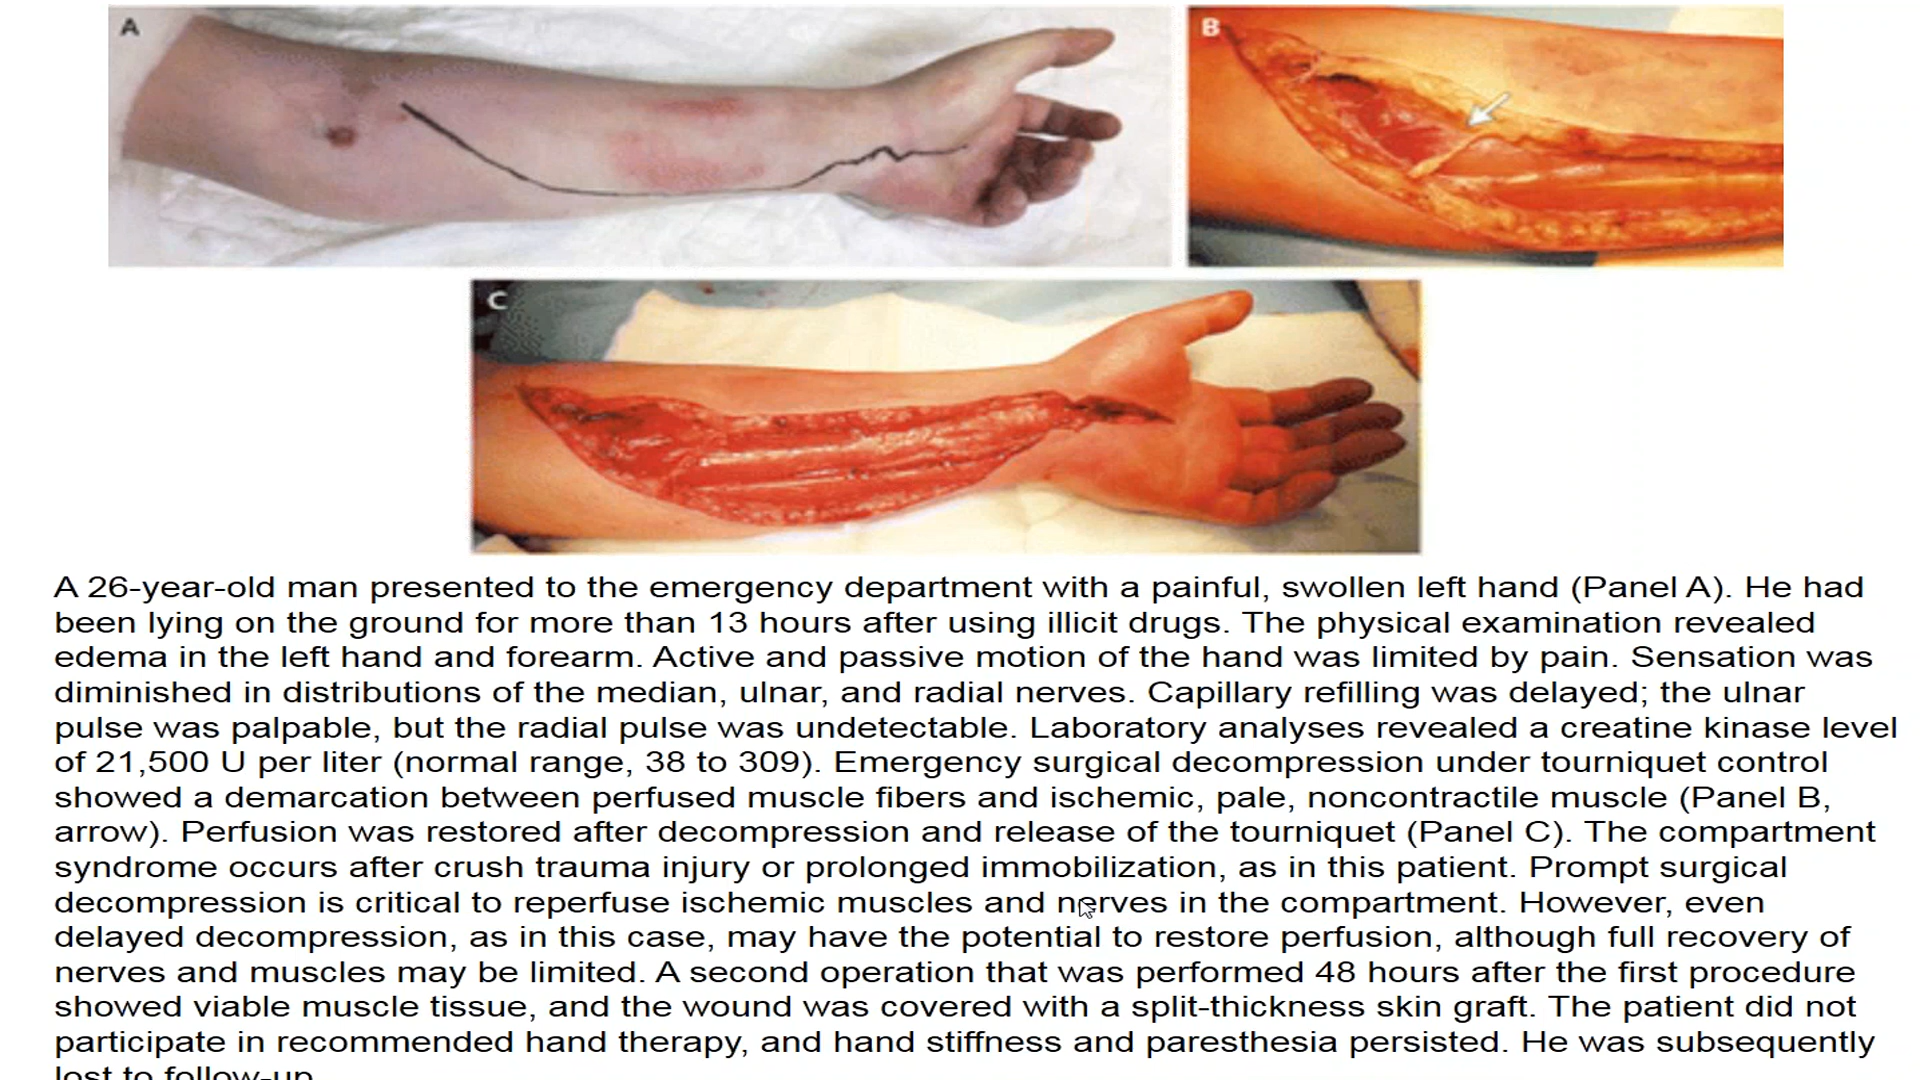 A
B
C
A 26-year-old man presented to the emergency department with a painful, swollen left hand (Panel A). He had
been lying on the ground for more than 13 hours after using illicit drugs. The physical examination revealed
edema in the left hand and forearm. Active and passive motion of the hand was limited by pain. Sensation was
diminished in distributions of the median, ulnar, and radial nerves. Capillary refilling was delayed; the ulnar
pulse was palpable, but the radial pulse was undetectable. Laboratory analyses revealed a creatine kinase level
of 21,500 U per liter (normal range, 38 to 309). Emergency surgical decompression under tourniquet control
showed a demarcation between perfused muscle fibers and ischemic, pale, noncontractile muscle (Panel B,
arrow). Perfusion was restored after decompression and release of the tourniquet (Panel C). The compartment
syndrome occurs after crush trauma injury or prolonged immobilization, as in this patient. Prompt surgical
decompression is critical to reperfuse ischemic muscles and nerves in the compartment. However, even
delayed decompression, as in this case, may have the potential to restore perfusion, although full recovery of
nerves and muscles may be limited. A second operation that was performed 48 hours after the first procedure
showed viable muscle tissue, and the wound was covered with a split-thickness skin graft. The patient did not
participate in recommended hand therapy, and hand stiffness and paresthesia persisted. He was subsequently
lost to follow-up